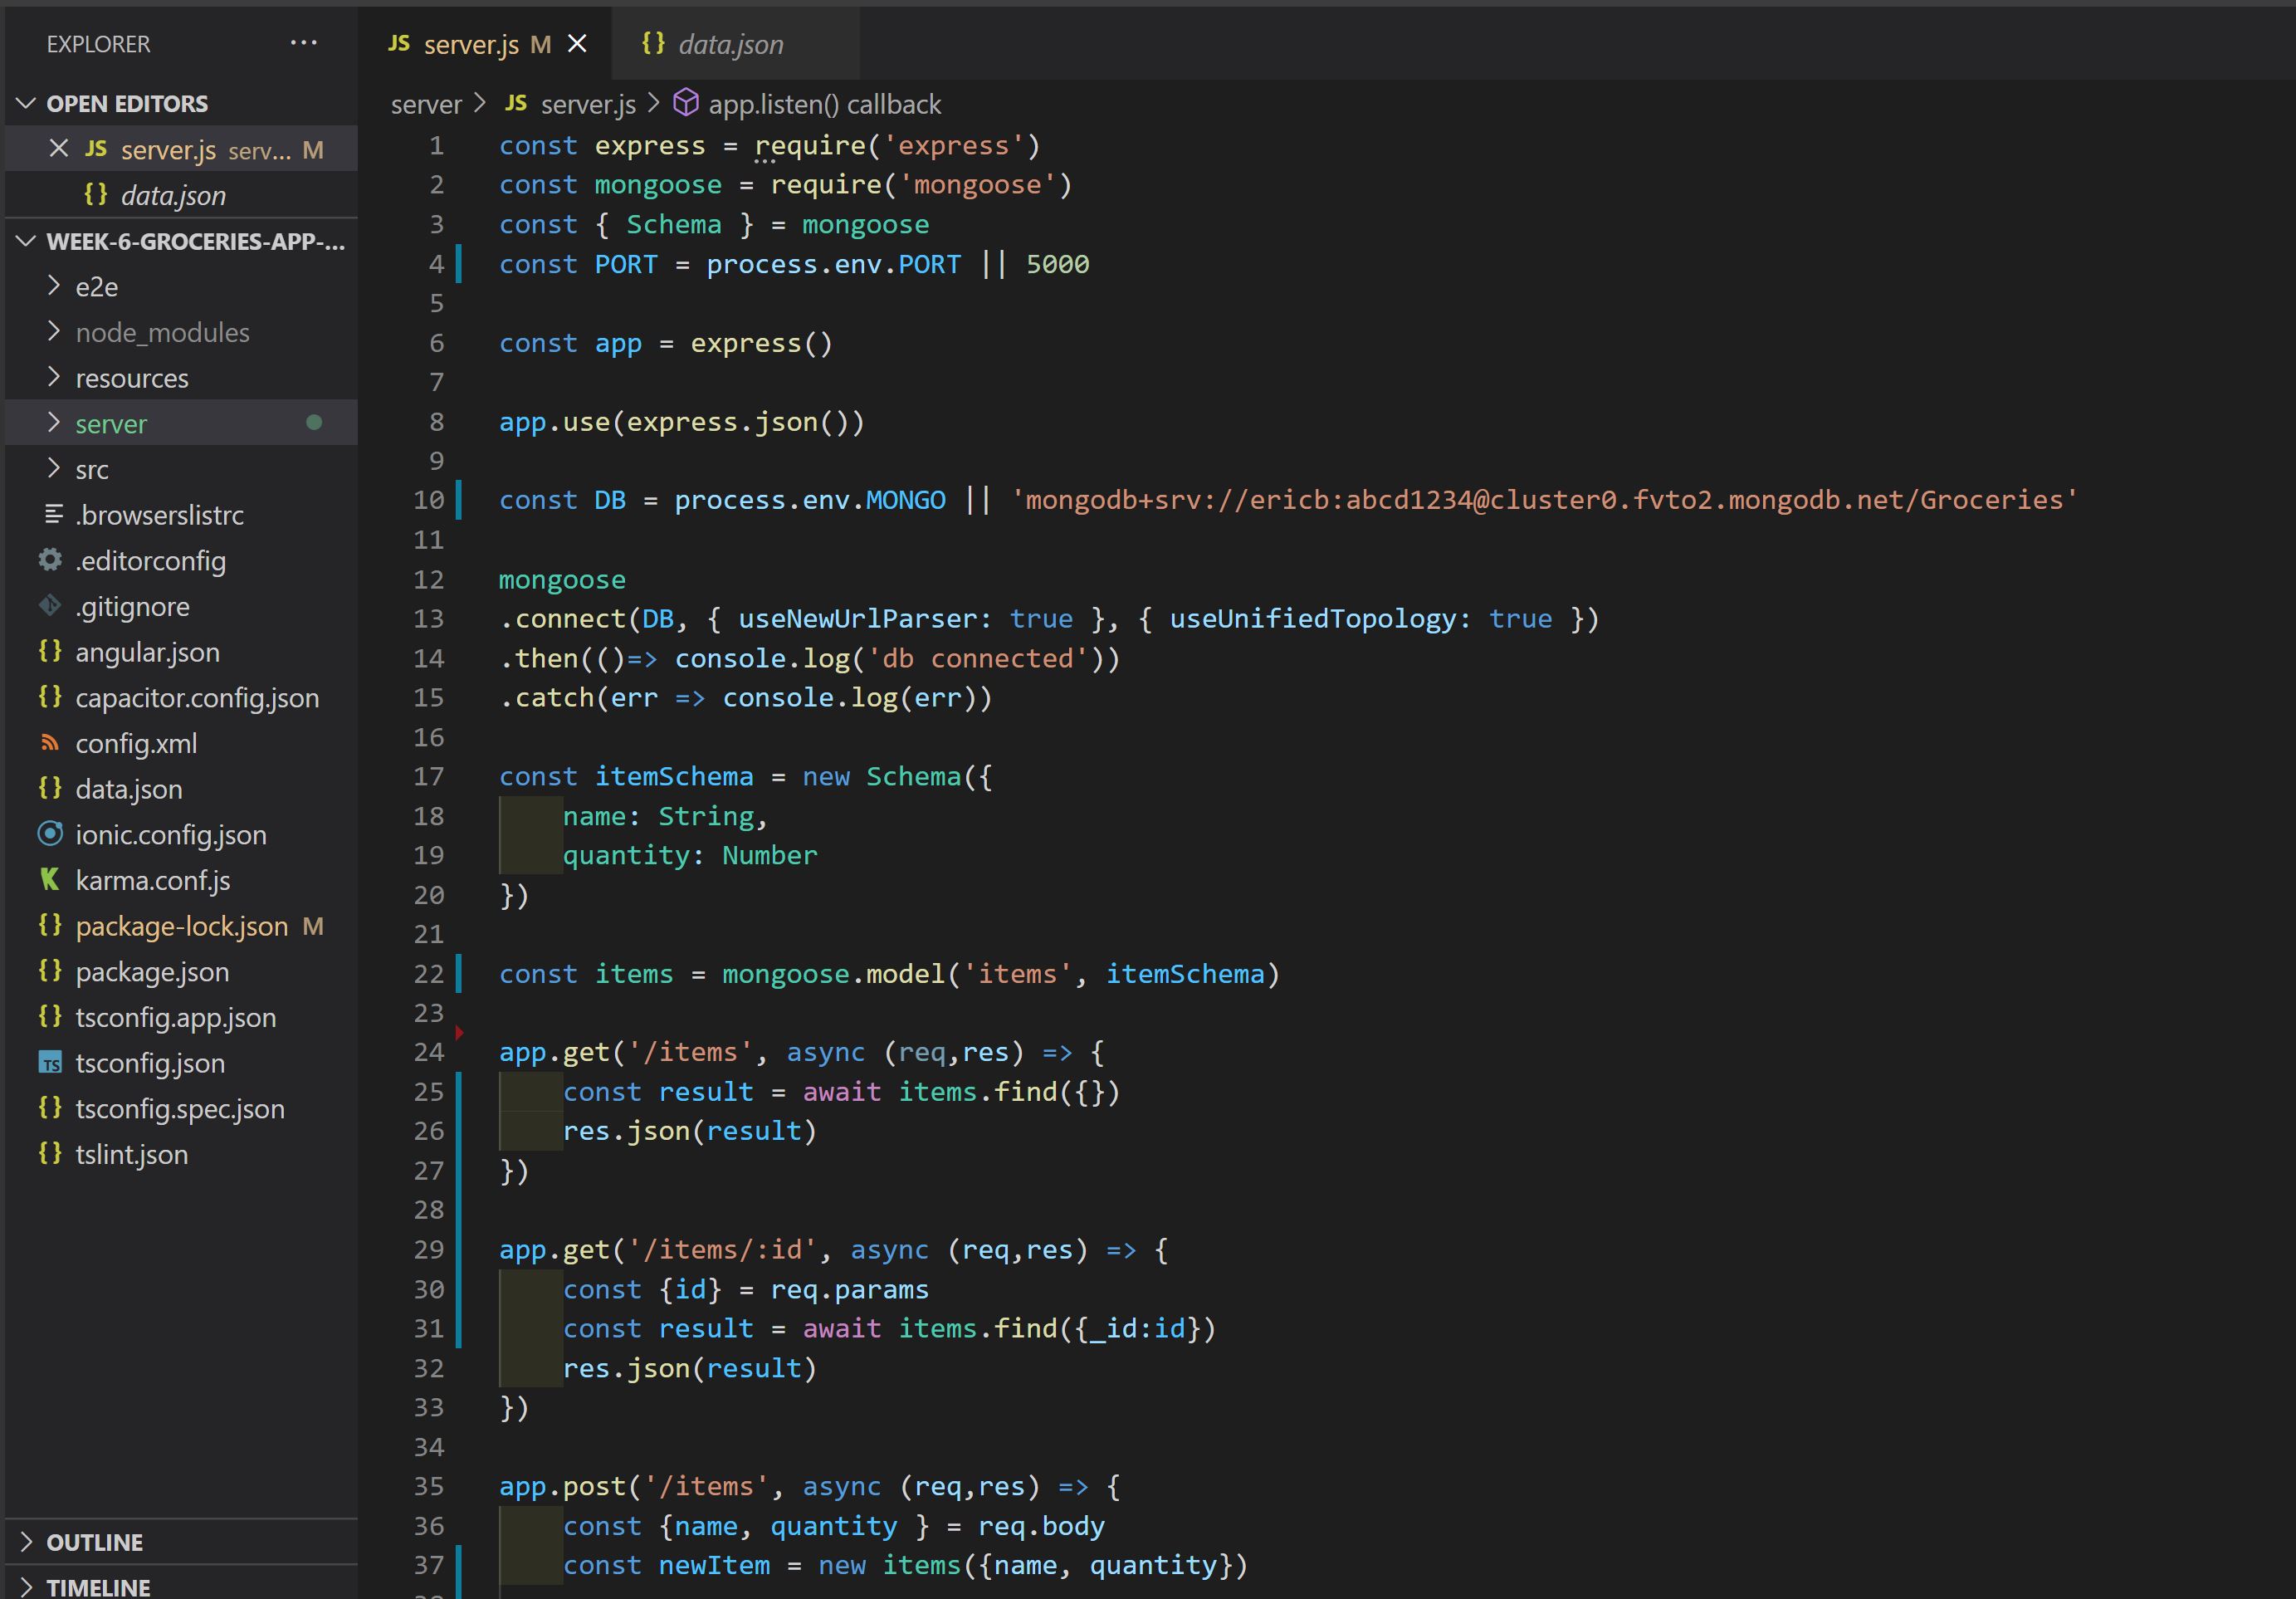 EXPLORER ···
OPEN EDITORS
JS server.js serv... M
{} data.json
WEEK-6-GROCERIES-APP-...
e2e
node_modules
resources
server
src
.browserslistrc
.editorconfig
.gitignore
{} angular.json
{} capacitor.config.json
config.xml
{} data.json
ionic.config.json
K karma.conf.js
{} package-lock.json M
{} package.json
{} tsconfig.app.json
TS tsconfig.json
{} tsconfig.spec.json
{} tslint.json
OUTLINE
TIMELINE
JS server.js M
{} data.json
server > JS server.js > app.listen() callback
1 const express = require('express')
2 const mongoose = require('mongoose')
3 const { Schema } = mongoose
4 const PORT = process.env.PORT || 5000
5
6 const app = express()
7
8 app.use(express.json())
9
10 const DB = process.env.MONGO || 'mongodb+srv://ericb:abcd1234@cluster0.fvto2.mongodb.net/Groceries'
11
12 mongoose
13 .connect(DB, { useNewUrlParser: true }, { useUnifiedTopology: true })
14 .then(()=> console.log('db connected'))
15 .catch(err => console.log(err))
16
17 const itemSchema = new Schema({
18 name: String,
19 quantity: Number
20 })
21
22 const items = mongoose.model('items', itemSchema)
23
24 app.get('/items', async (req,res) => {
25 const result = await items.find({})
26 res.json(result)
27 })
28
29 app.get('/items/:id', async (req,res) => {
30 const {id} = req.params
31 const result = await items.find({_id:id})
32 res.json(result)
33 })
34
35 app.post('/items', async (req,res) => {
36 const {name, quantity } = req.body
37 const newItem = new items({name, quantity})